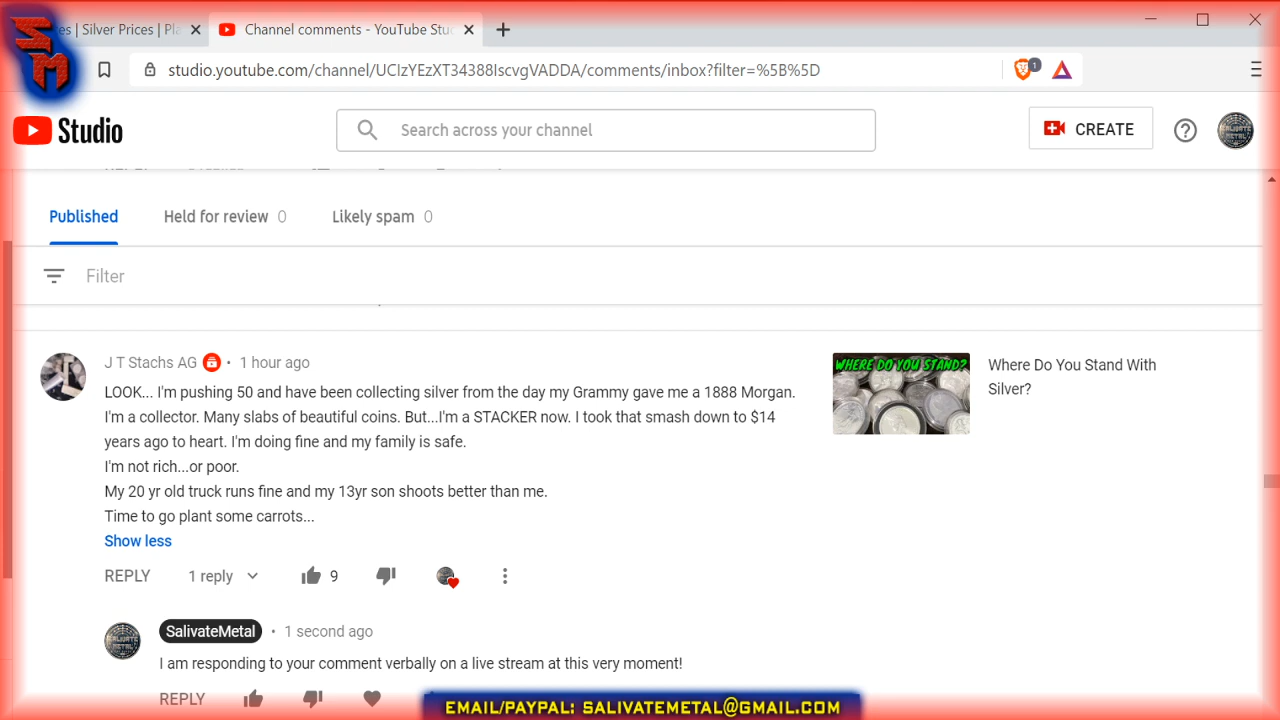 SM
es | Silver Prices | Pla
Channel comments - YouTube Stu
studio.youtube.com/channel/UCIzYEzXT34388IscvgVADDA/comments/inbox?filter=%5B%5D
1
Studio
Search across your channel
CREATE
Published
Held for review 0
Likely spam 0
Filter
J T Stachs AG • 1 hour ago
LOOK... I'm pushing 50 and have been collecting silver from the day my Grammy gave me a 1888 Morgan.
I'm a collector. Many slabs of beautiful coins. But...I'm a STACKER now. I took that smash down to $14
years ago to heart. I'm doing fine and my family is safe.
I'm not rich...or poor.
My 20 yr old truck runs fine and my 13yr son shoots better than me.
Time to go plant some carrots...
Show less
REPLY 1 reply 9
WHERE DO YOU STAND?
Where Do You Stand With
Silver?
SalivateMetal • 1 second ago
I am responding to your comment verbally on a live stream at this very moment!
REPLY
EMAIL/PAYPAL: SALIVATEMETAL@GMAIL.COM